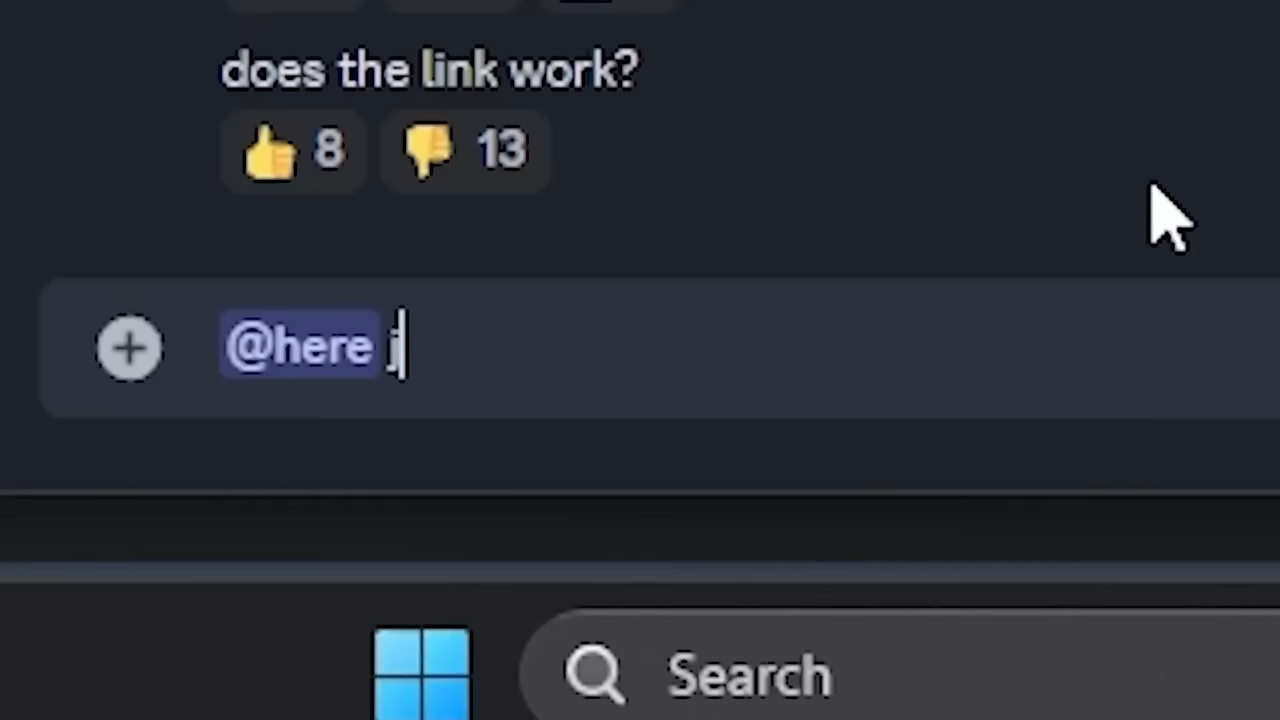 does the link work?
👍 8 👎 13
@here j
Search